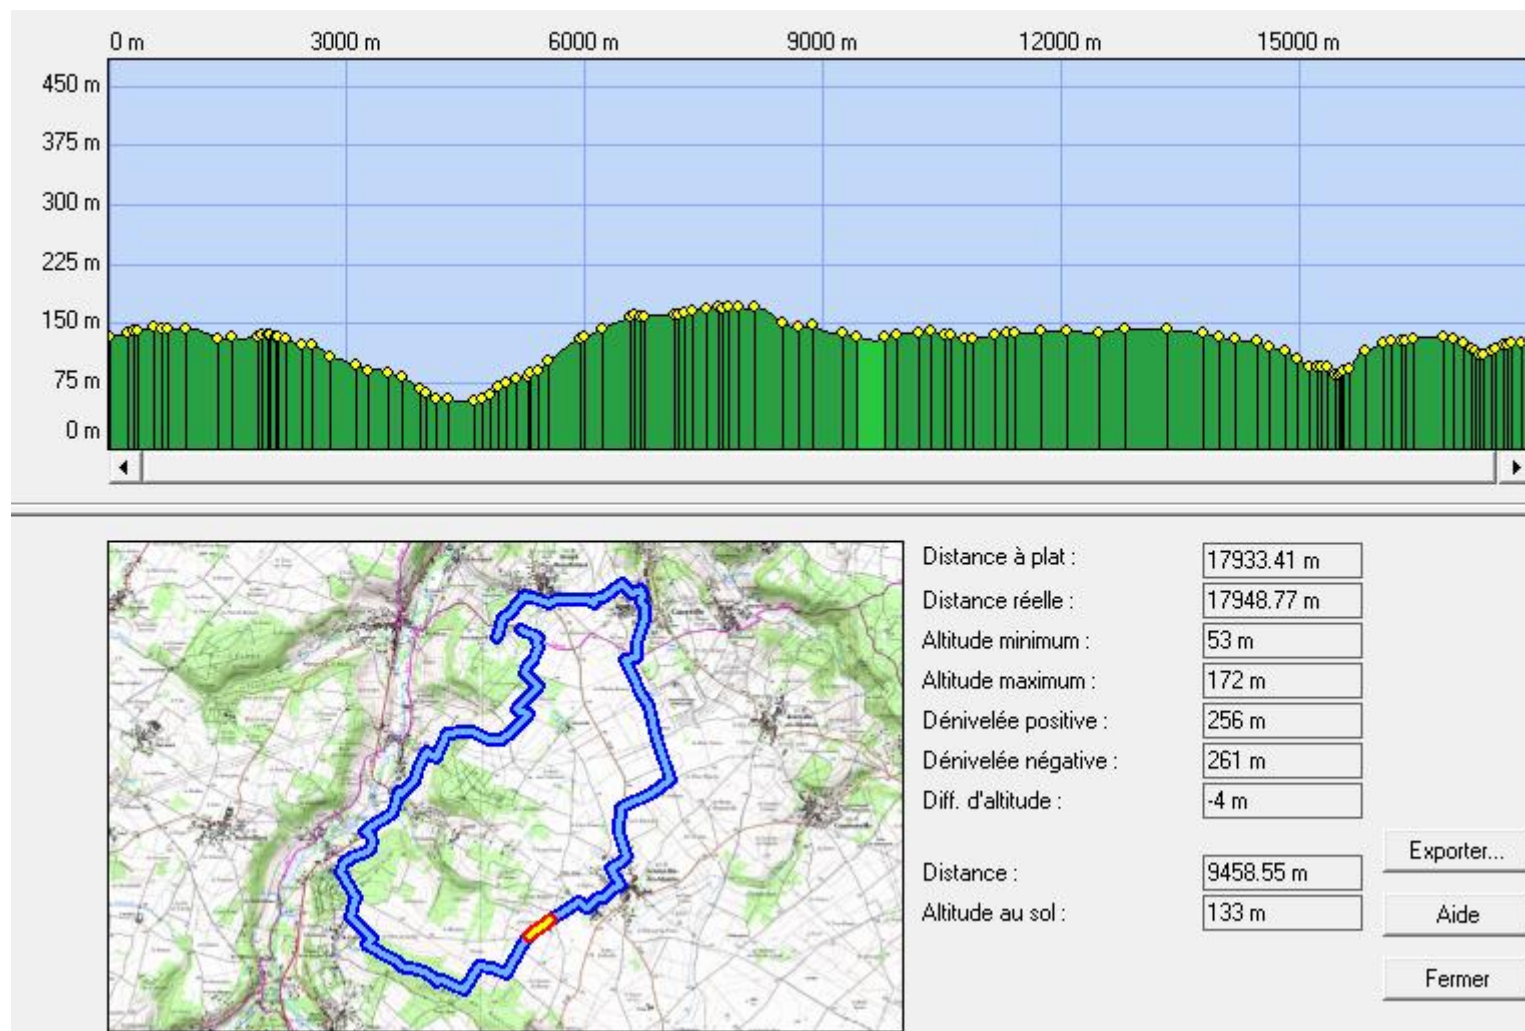 0 m 3000 m 6000 m 9000 m 12000 m 15000 m
450 m
375 m
300 m
225 m
150 m
75 m
0 m
Distance à plat : 17933.41 m
Distance réelle : 17948.77 m
Altitude minimum : 53 m
Altitude maximum : 172 m
Dénivelée positive : 256 m
Dénivelée négative : 261 m
Diff. d'altitude : -4 m
Exporter...
Distance : 9458.55 m
Altitude au sol : 133 m
Aide
Fermer